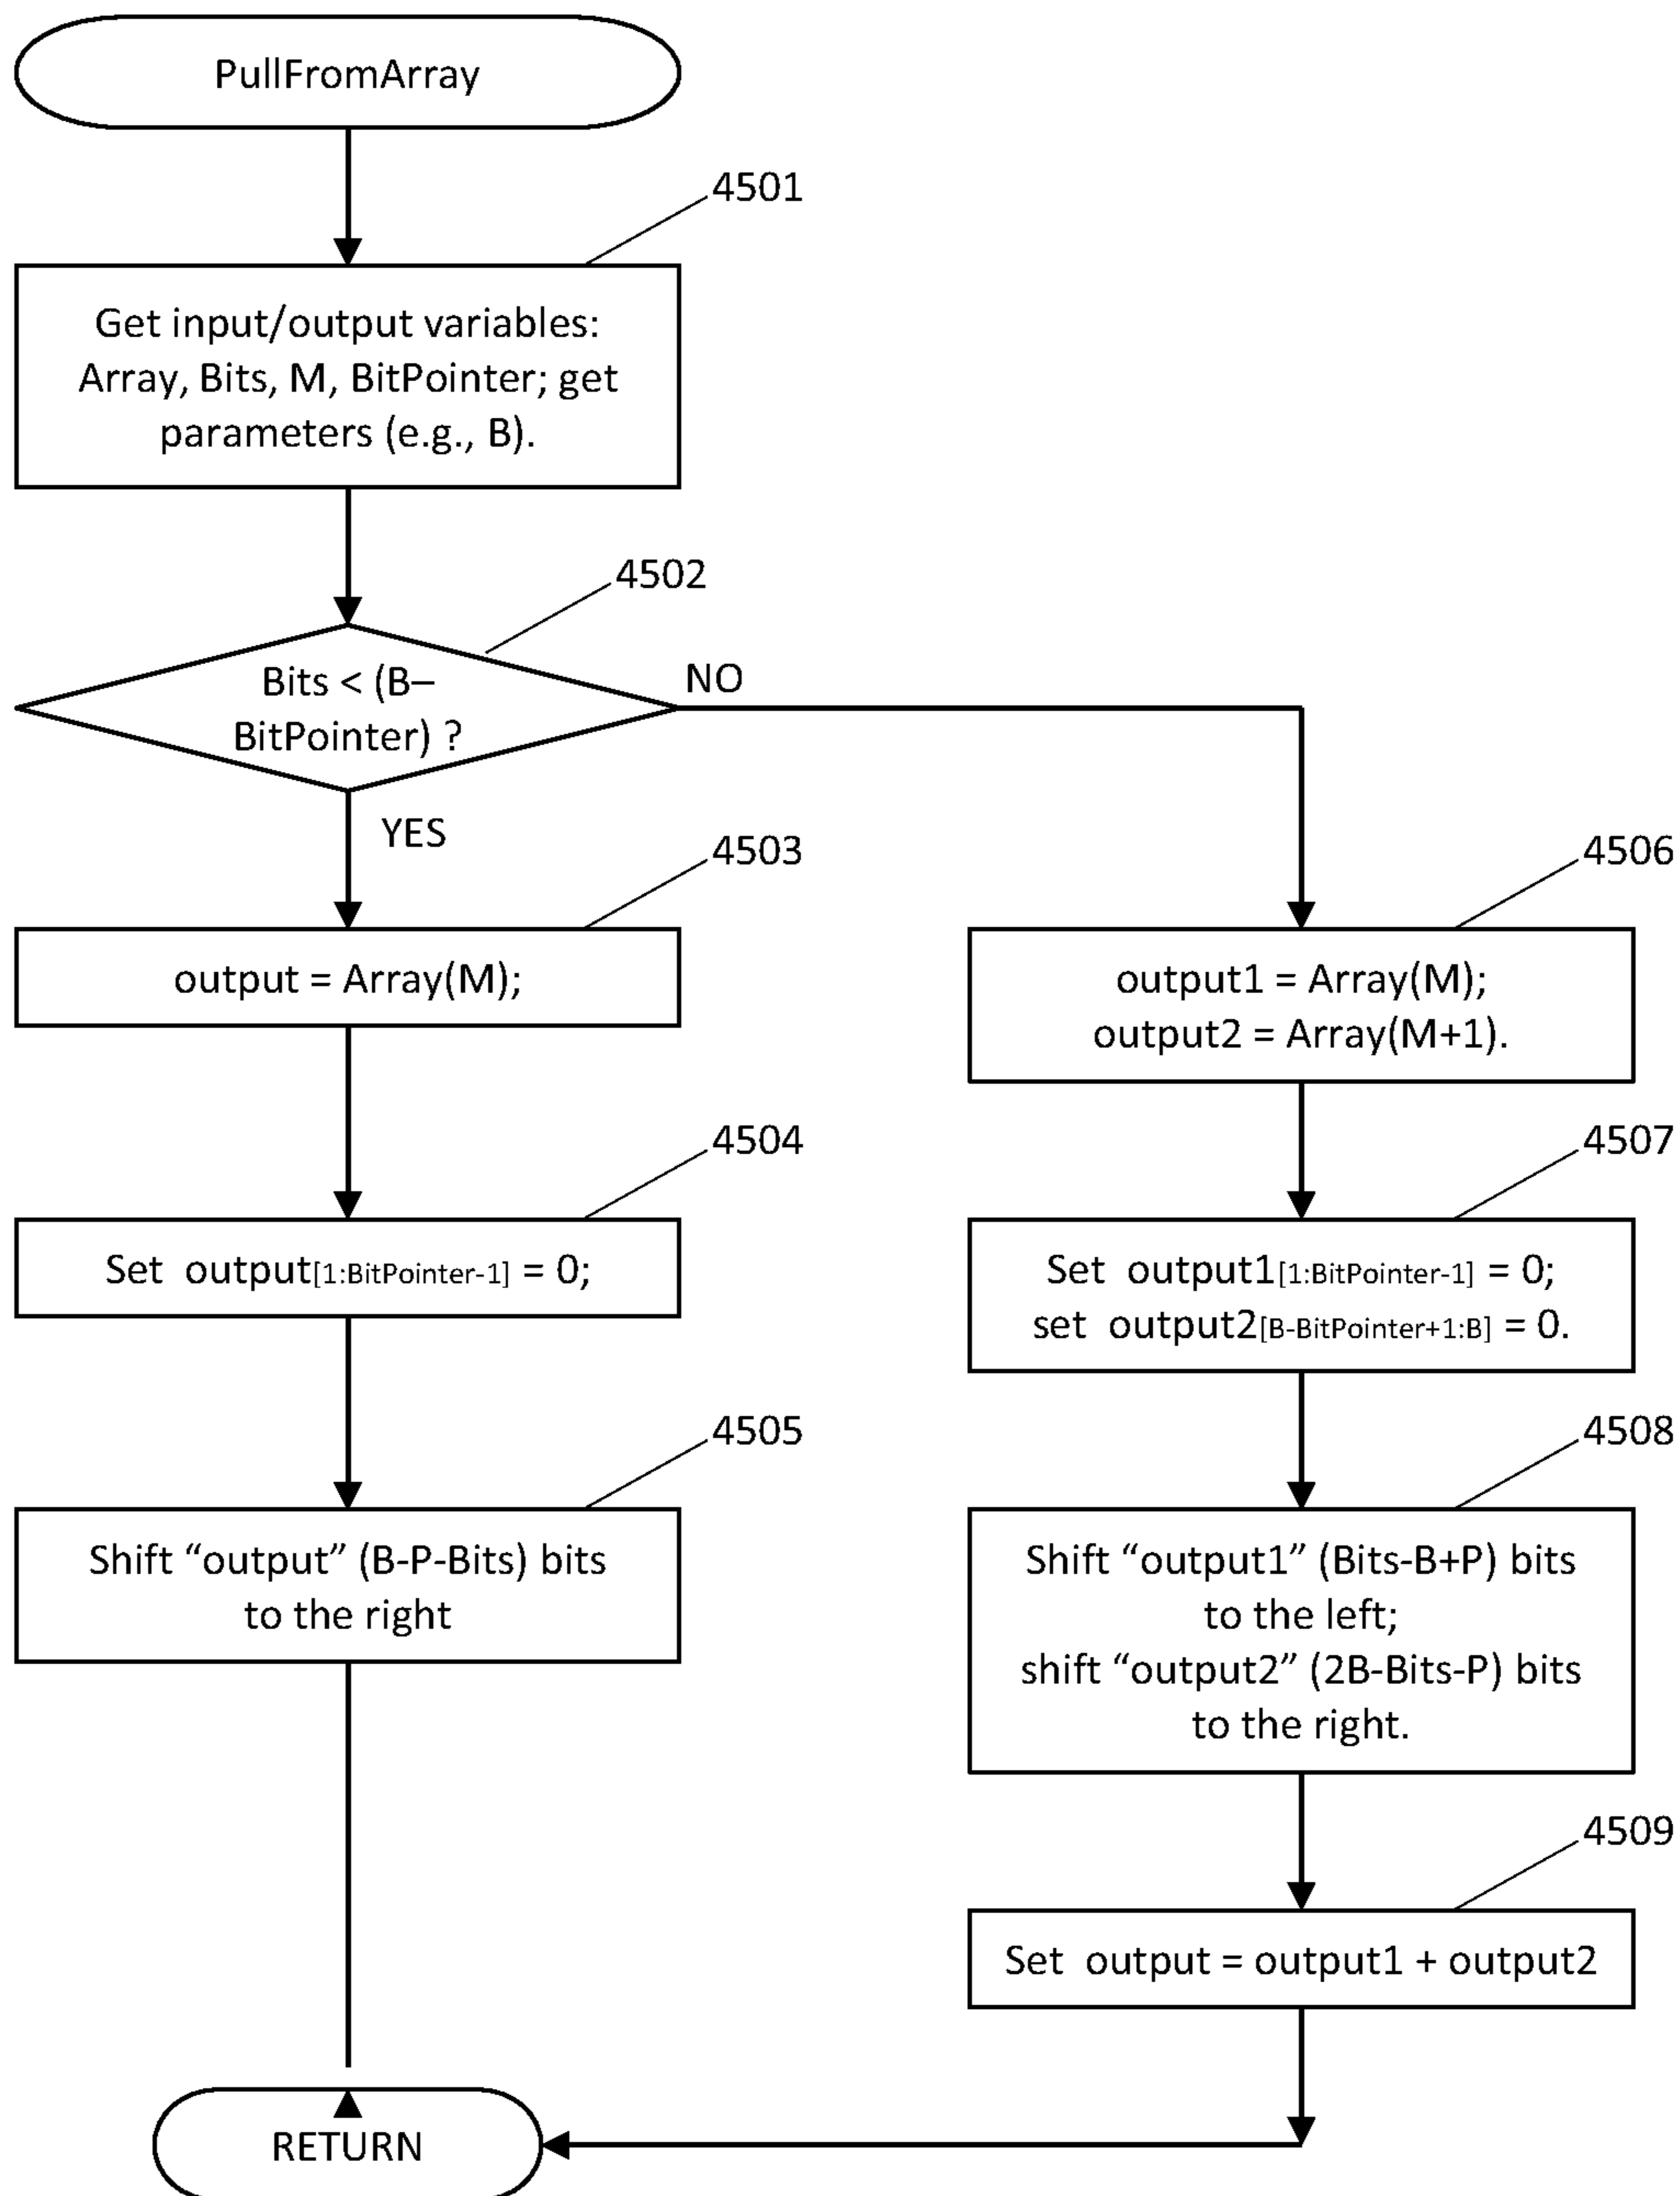 PullFromArray
4501
Get input/output variables:
Array, Bits, M, BitPointer; get
parameters (e.g., B).
4502
Bits < (B–
BitPointer) ?
NO
YES
4503
output = Array(M);
4504
Set output[1:BitPointer-1] = 0;
4505
Shift “output” (B-P-Bits) bits
to the right
4506
output1 = Array(M);
output2 = Array(M+1).
4507
Set output1[1:BitPointer-1] = 0;
set output2[B-BitPointer+1:B] = 0.
4508
Shift “output1” (Bits-B+P) bits
to the left;
shift “output2” (2B-Bits-P) bits
to the right.
4509
Set output = output1 + output2
RETURN